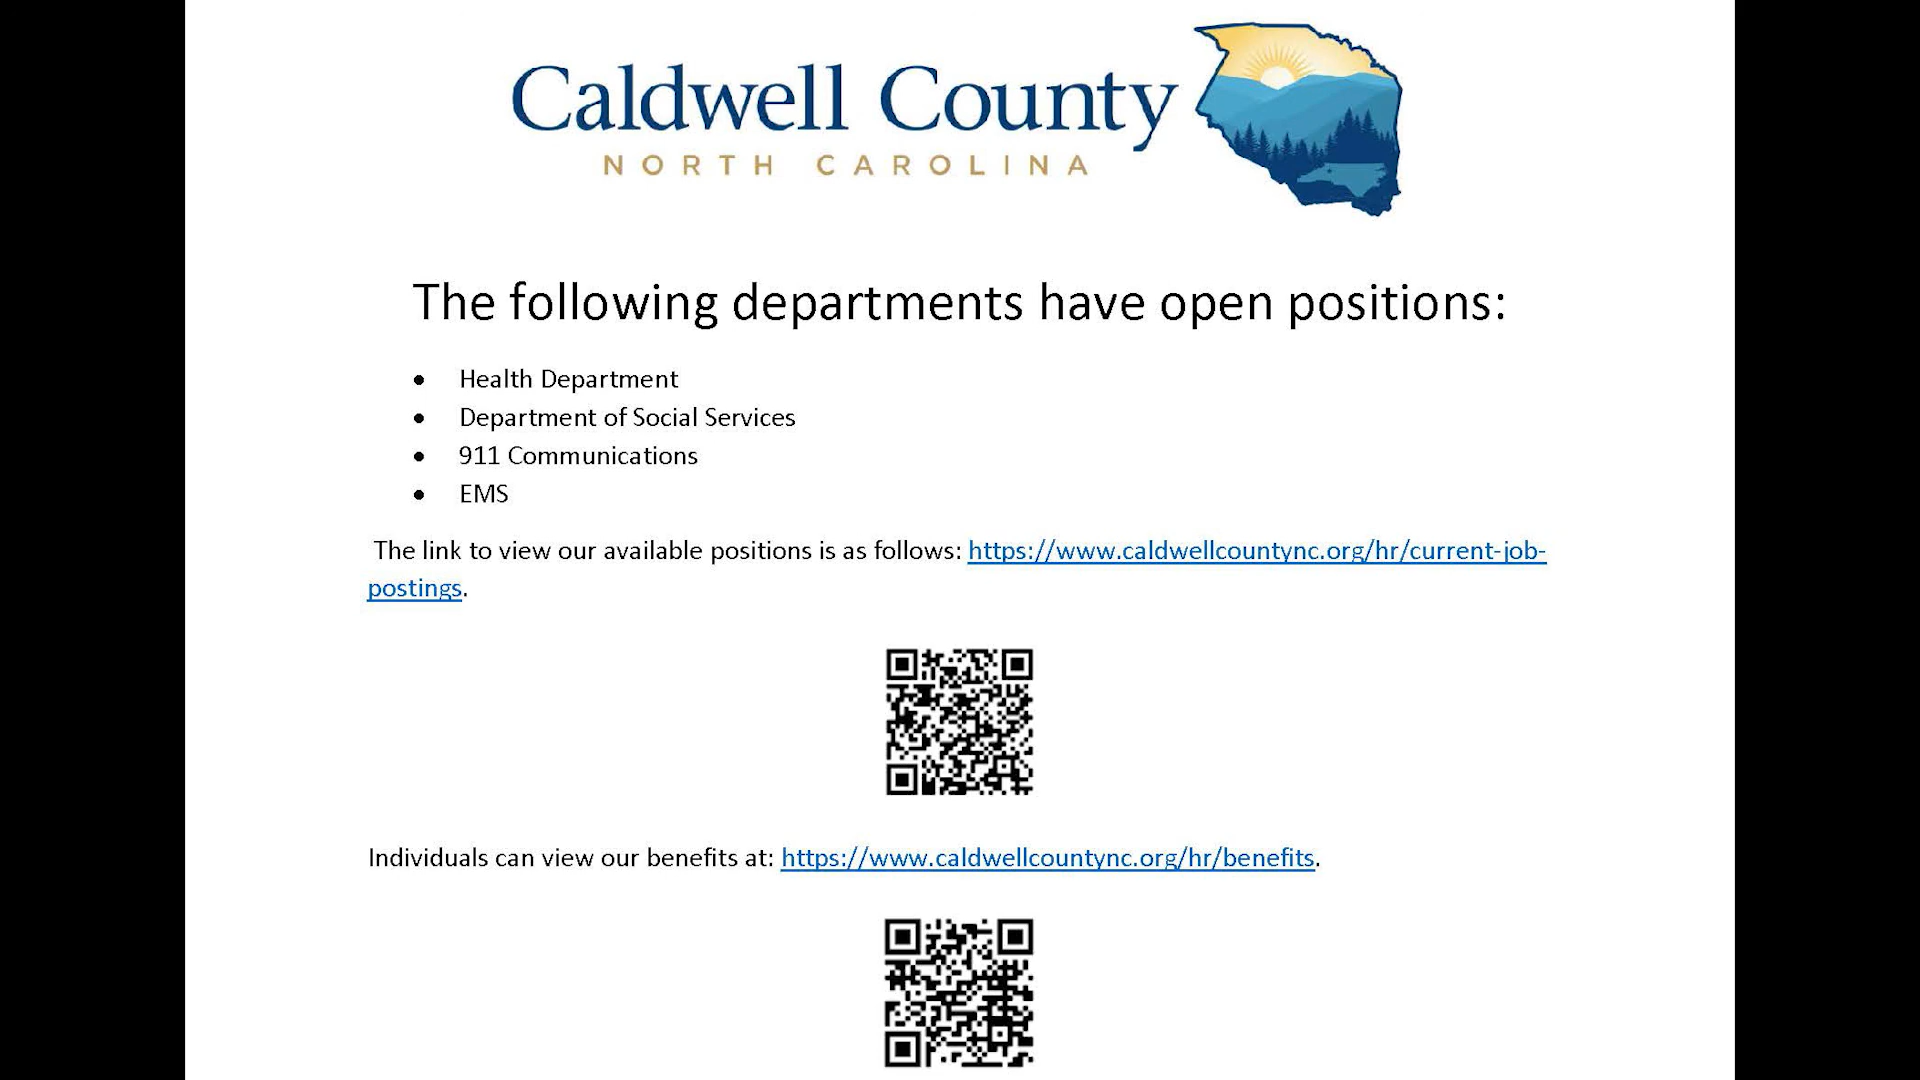 Caldwell County
NORTH CAROLINA
The following departments have open positions:
• Health Department
• Department of Social Services
• 911 Communications
• EMS
The link to view our available positions is as follows: https://www.caldwellcountync.org/hr/current-job-
postings.
Individuals can view our benefits at: https://www.caldwellcountync.org/hr/benefits.